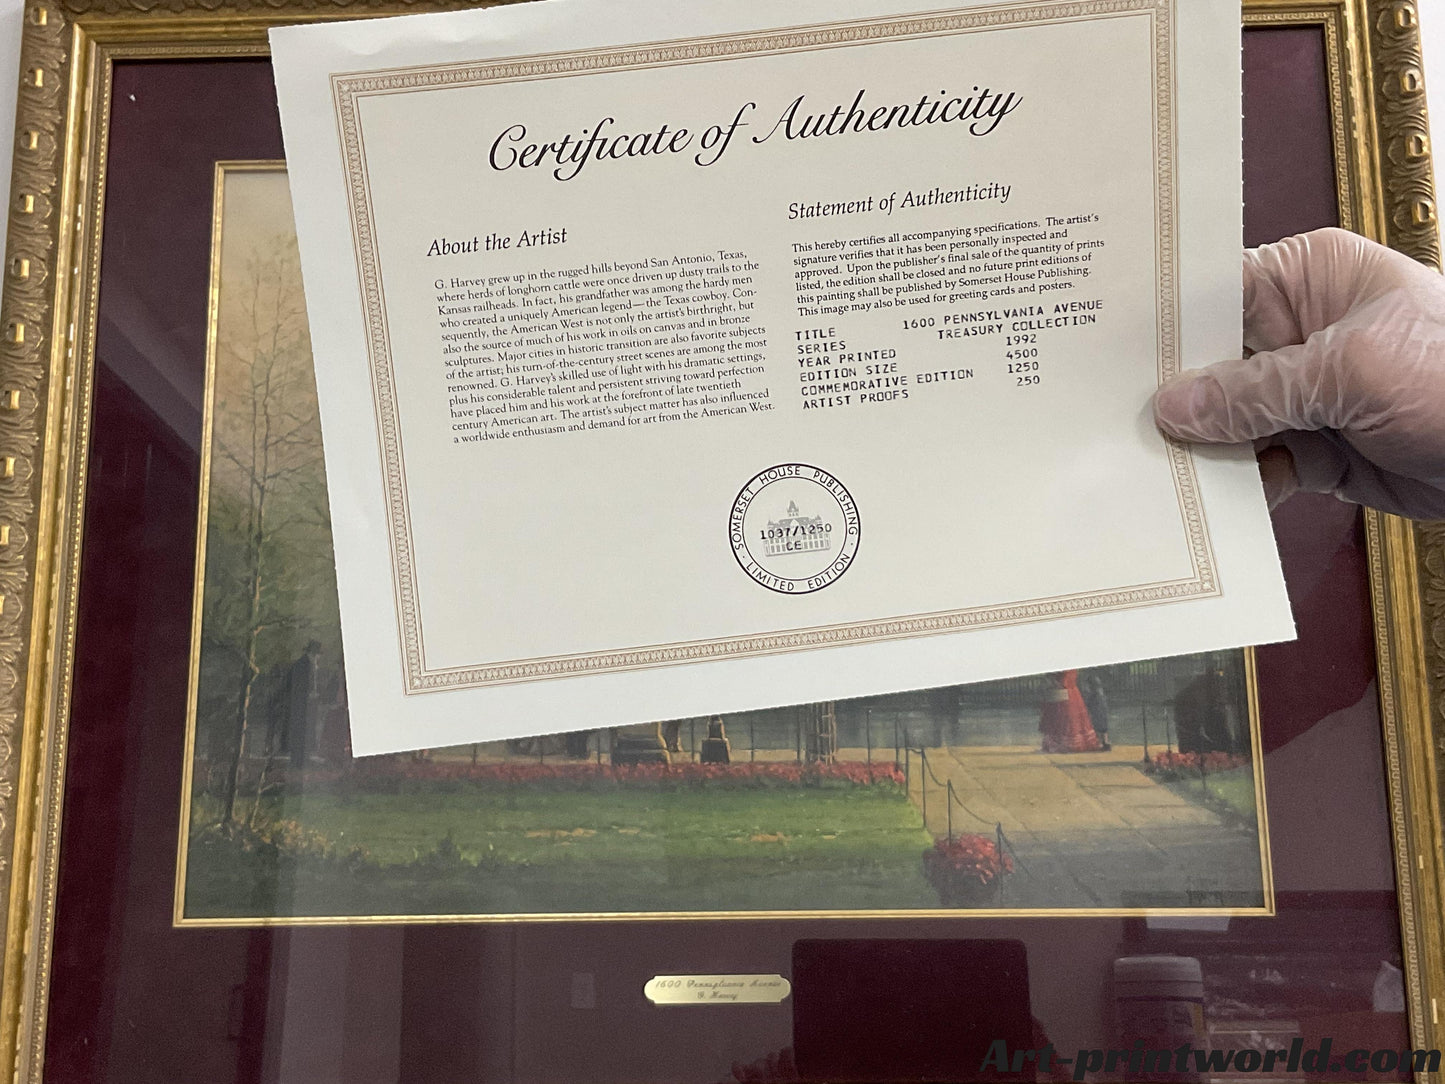 Certificate of Authenticity
About the Artist
G. Harvey grew up in the rugged hills beyond San Antonio, Texas,
where herds of longhorn cattle were once driven up dusty trails to the
Kansas railheads. In fact, his grandfather was among the hardy men
who created a uniquely American legend—the Texas cowboy. Con-
sequently, the American West is not only the artist's birthright, but
also the source of much of his work in oils on canvas and in bronze
sculptures. Major cities in historic transition are also favorite subjects
of the artist; his turn-of-the-century street scenes are among the most
renowned. G. Harvey's skilled use of light with his dramatic settings,
plus his considerable talent and persistent striving toward perfection
have placed him and his work at the forefront of late twentieth
century American art. The artist's subject matter has also influenced
a worldwide enthusiasm and demand for art from the American West.
Statement of Authenticity
This hereby certifies all accompanying specifications. The artist's
signature verifies that it has been personally inspected and
approved. Upon the publisher's final sale of the quantity of prints
listed, the edition shall be closed and no future print editions of
this painting shall be published by Somerset House Publishing.
This image may also be used for greeting cards and posters.
TITLE 1600 PENNSYLVANIA AVENUE
SERIES TREASURY COLLECTION
YEAR PRINTED 1992
EDITION SIZE 4500
COMMEMORATIVE EDITION 1250
ARTIST PROOFS 250
SOMERSET HOUSE PUBLISHING
1037/1250
CE
LIMITED EDITION
1600 Pennsylvania Avenue
G. Harvey
Art-printworld.com